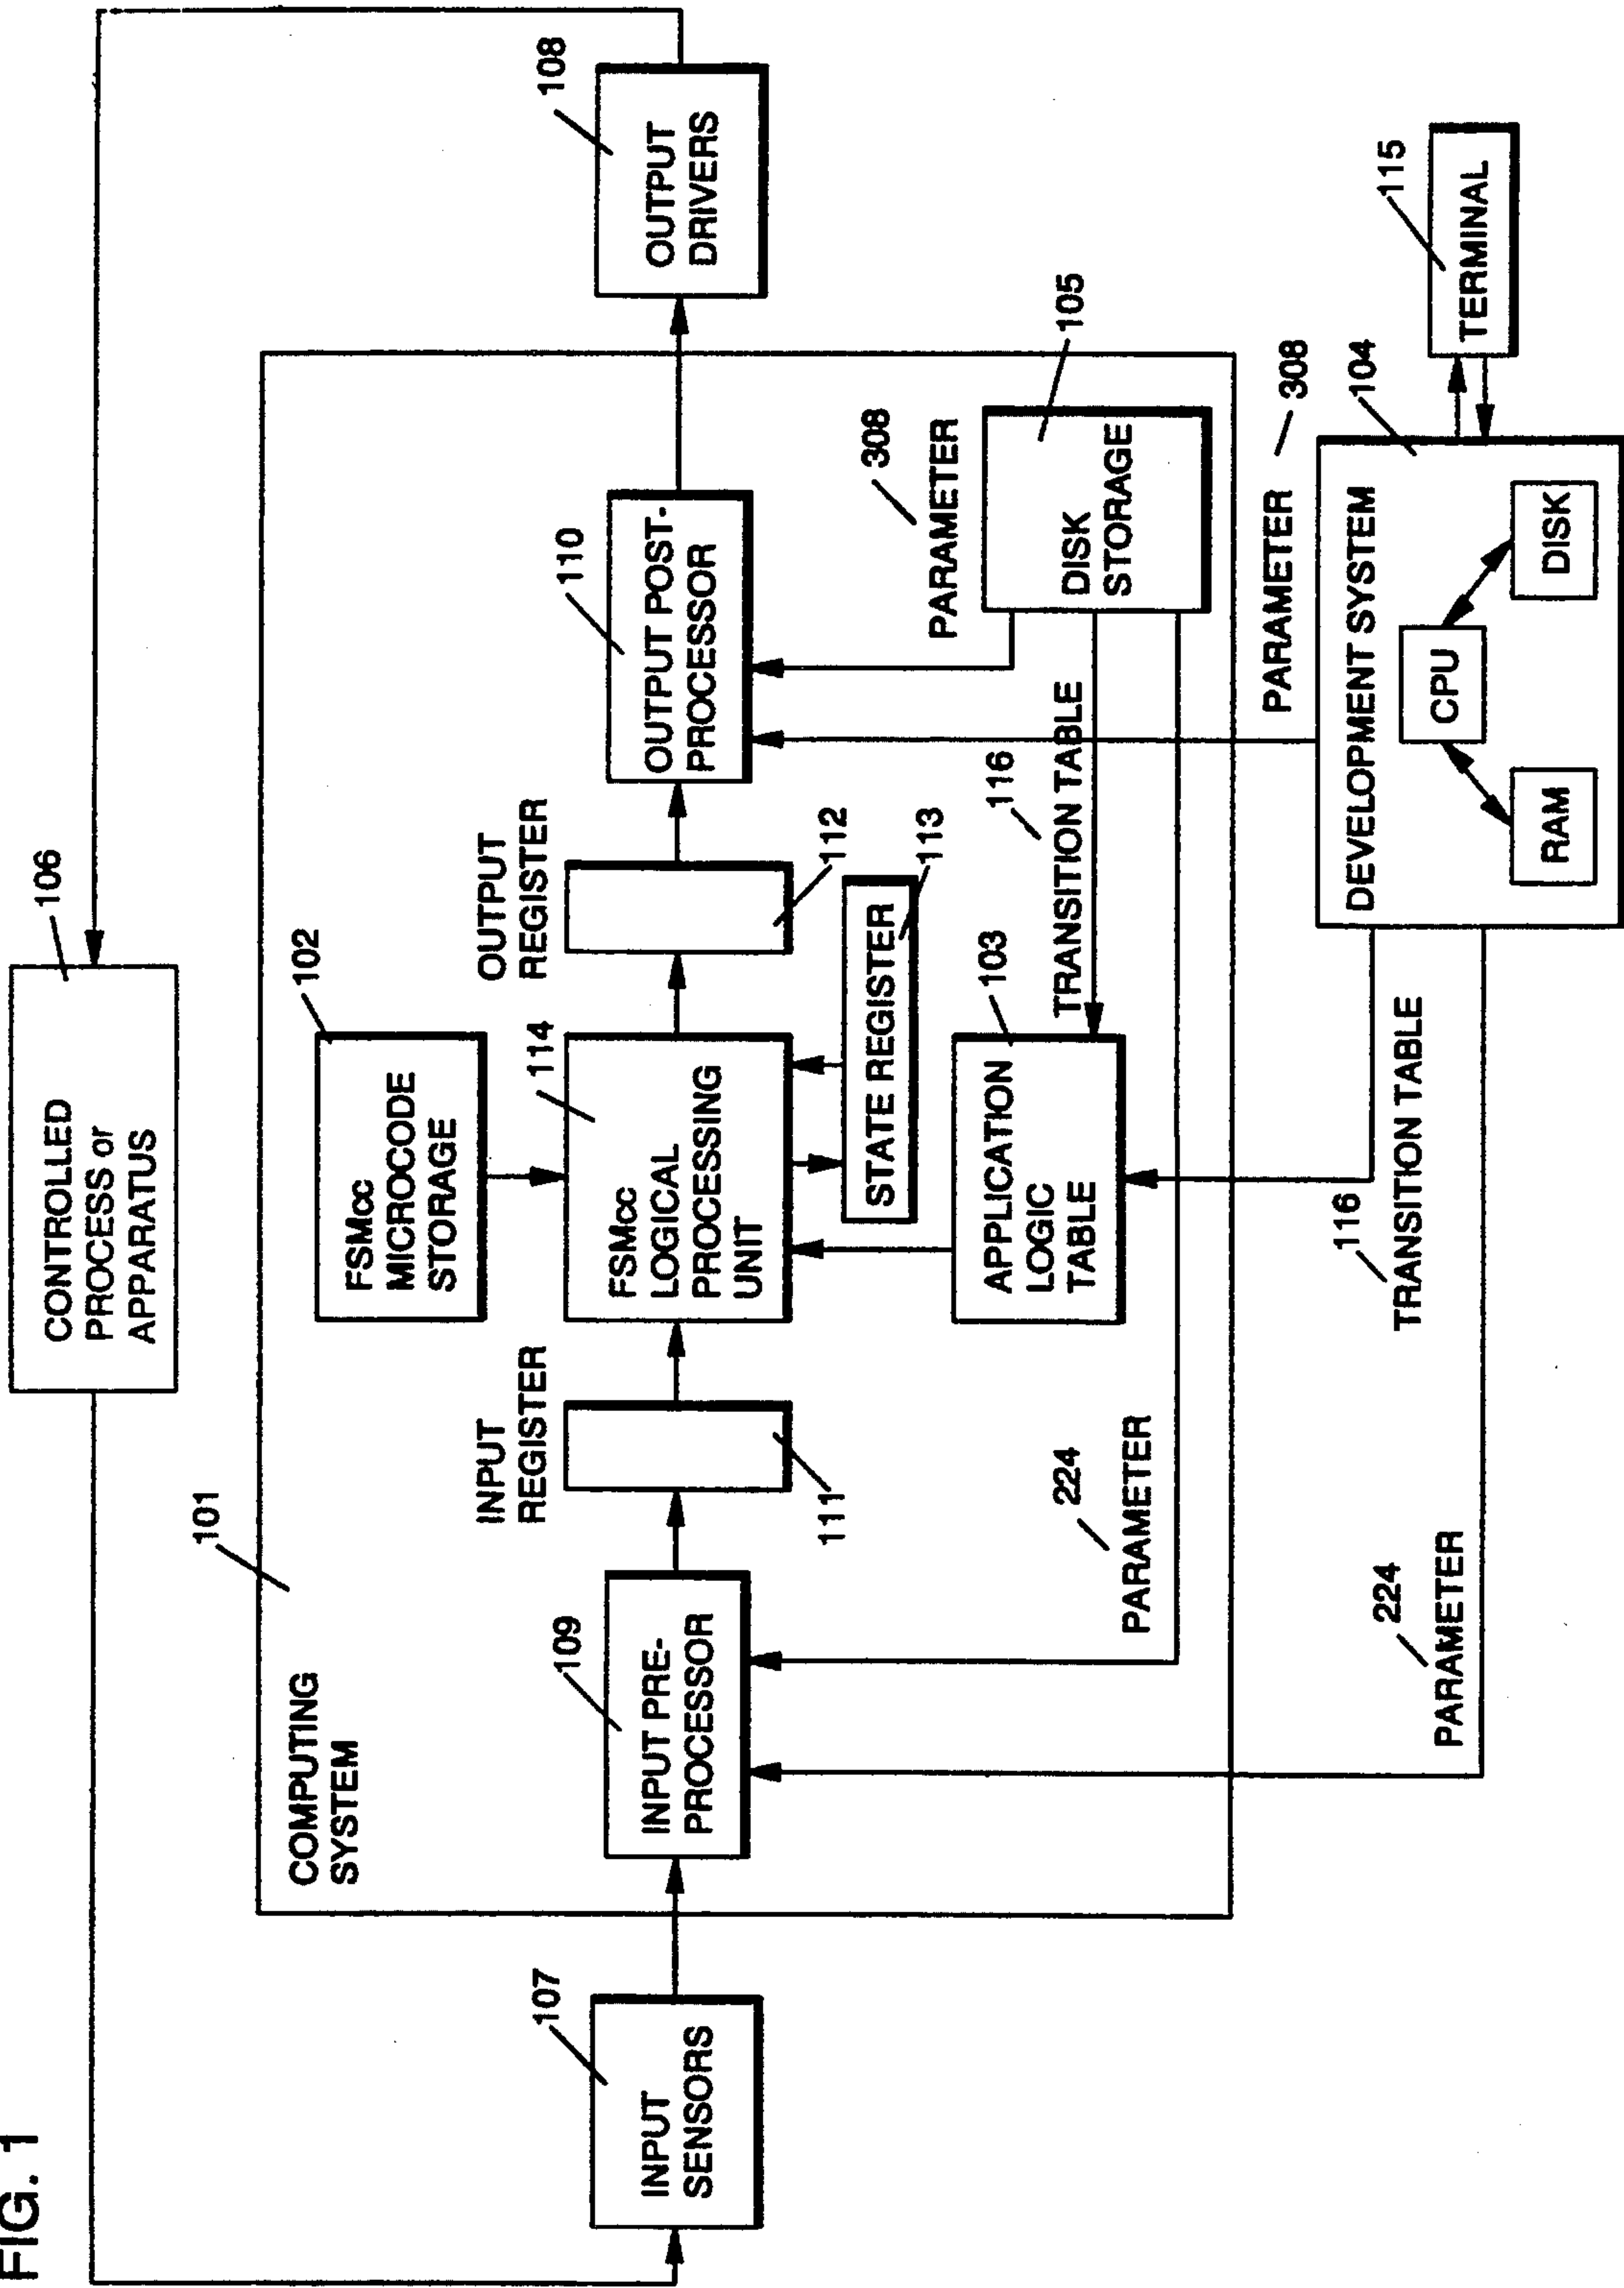 FIG. 1
106
CONTROLLED
PROCESS or
APPARATUS
101
COMPUTING
SYSTEM
102
FSMcc
MICROCODE
STORAGE
107
INPUT
SENSORS
109
INPUT PRE-
PROCESSOR
INPUT
REGISTER
111
114
FSMcc
LOGICAL
PROCESSING
UNIT
OUTPUT
REGISTER
112
110
OUTPUT POST-
PROCESSOR
108
OUTPUT
DRIVERS
STATE REGISTER
113
103
APPLICATION
LOGIC
TABLE
116
TRANSITION TABLE
308
PARAMETER
105
DISK
STORAGE
224
PARAMETER
224
PARAMETER
116
TRANSITION TABLE
PARAMETER
308
104
DEVELOPMENT SYSTEM
RAM
CPU
DISK
115
TERMINAL